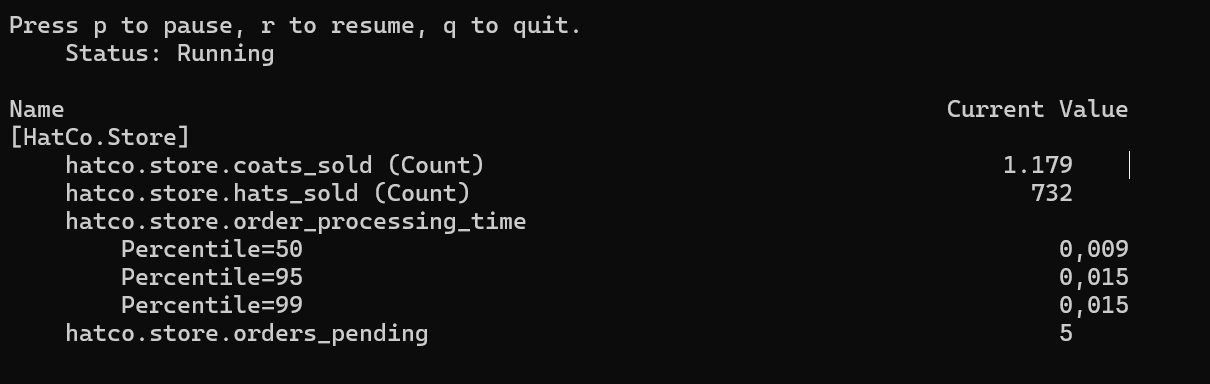 Press p to pause, r to resume, q to quit.
    Status: Running

Name                                                               Current Value
[HatCo.Store]
    hatco.store.coats_sold (Count)                                     1.179
    hatco.store.hats_sold (Count)                                        732
    hatco.store.order_processing_time
        Percentile=50                                                      0,009
        Percentile=95                                                      0,015
        Percentile=99                                                      0,015
    hatco.store.orders_pending                                             5